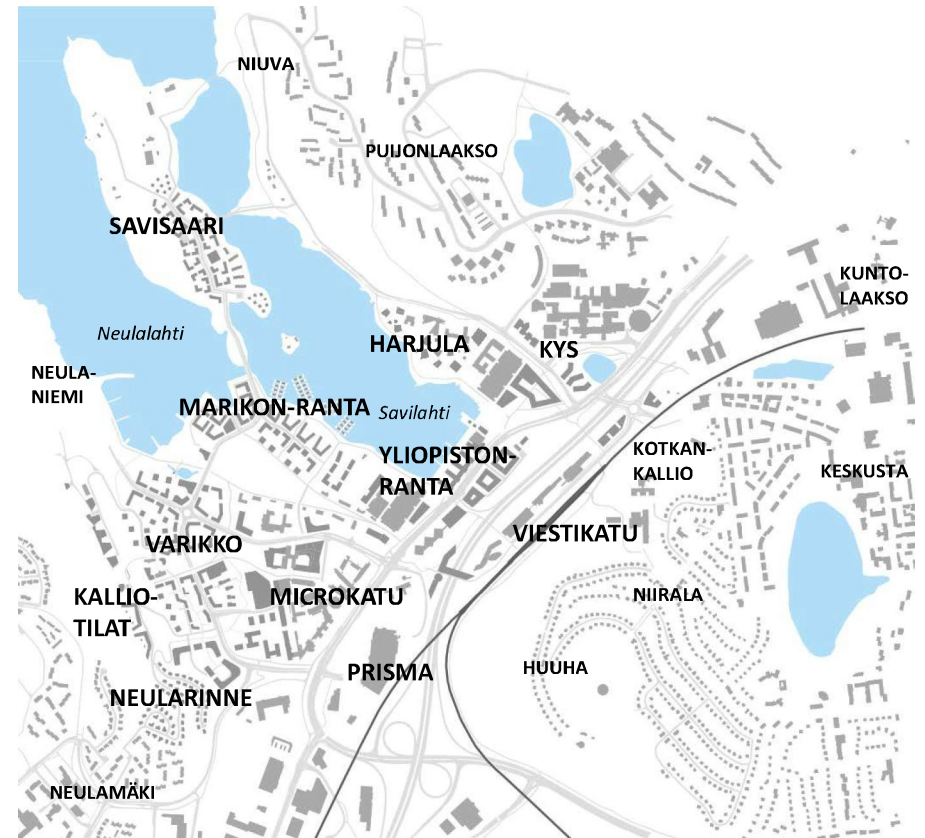 NIUVA
PUIJONLAAKSO
SAVISAARI
KUNTO-
LAAKSO
Neulalahti
HARJULA
KYS
NEULA-
NIEMI
MARIKON-RANTA
Savilahti
YLIOPISTON-
RANTA
KOTKAN-
KALLIO
KESKUSTA
VIESTIKATU
VARIKKO
KALLIO-
TILAT
MICROKATU
NIIRALA
PRISMA
HUUHA
NEULARINNE
NEULAMÄKI